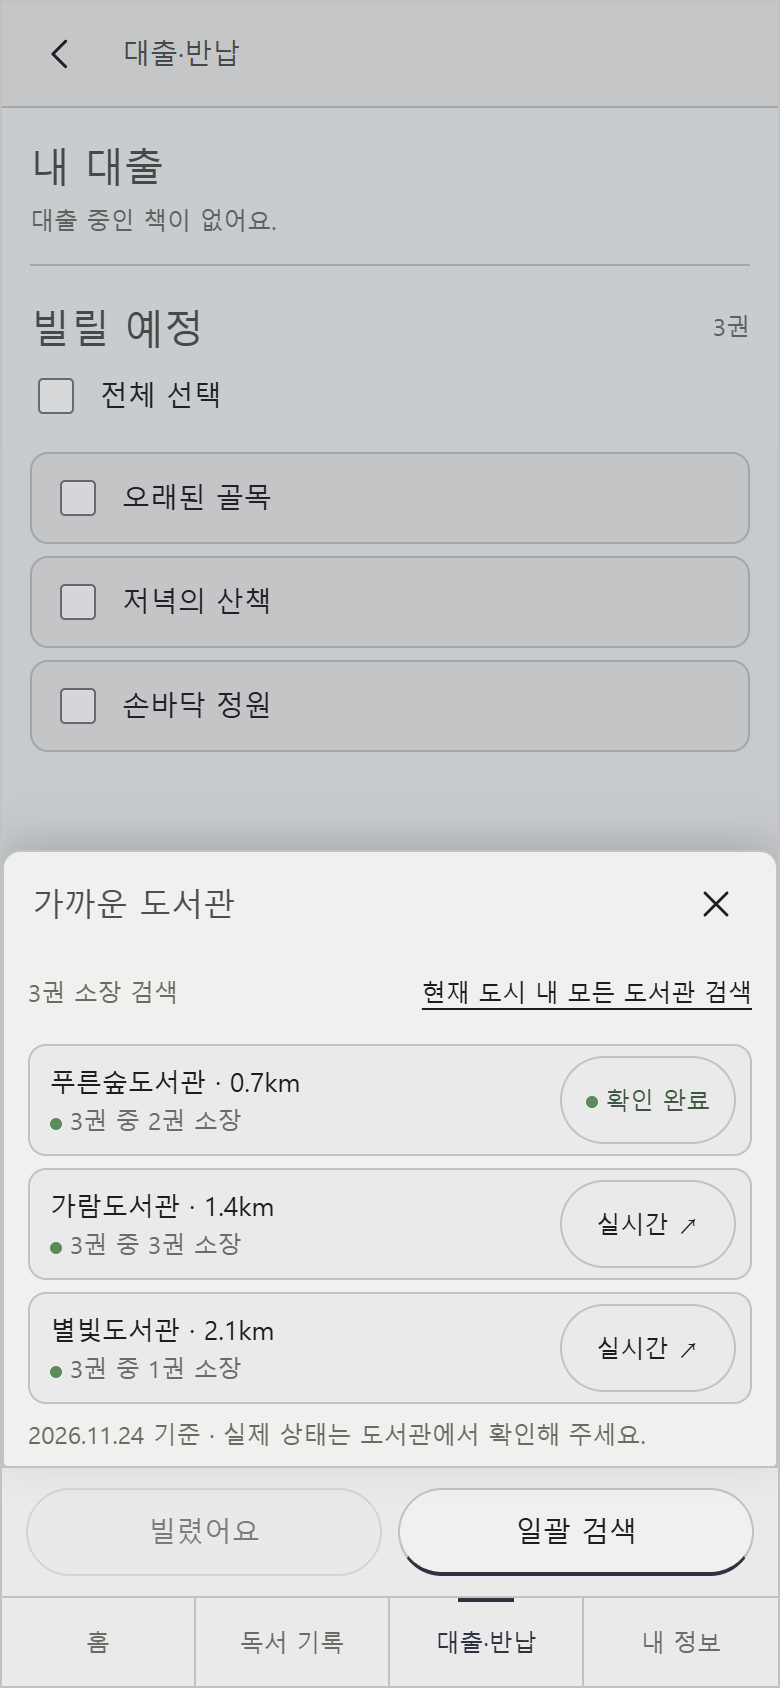 대출·반납
내 대출
대출 중인 책이 없어요.
빌릴 예정
3권
전체 선택
오래된 골목
저녁의 산책
손바닥 정원
가까운 도서관
3권 소장 검색
현재 도시 내 모든 도서관 검색
푸른숲도서관 · 0.7km
3권 중 2권 소장
확인 완료
가람도서관 · 1.4km
3권 중 3권 소장
실시간 ↗
별빛도서관 · 2.1km
3권 중 1권 소장
실시간 ↗
2026.11.24 기준 · 실제 상태는 도서관에서 확인해 주세요.
빌렸어요
일괄 검색
홈
독서 기록
대출·반납
내 정보